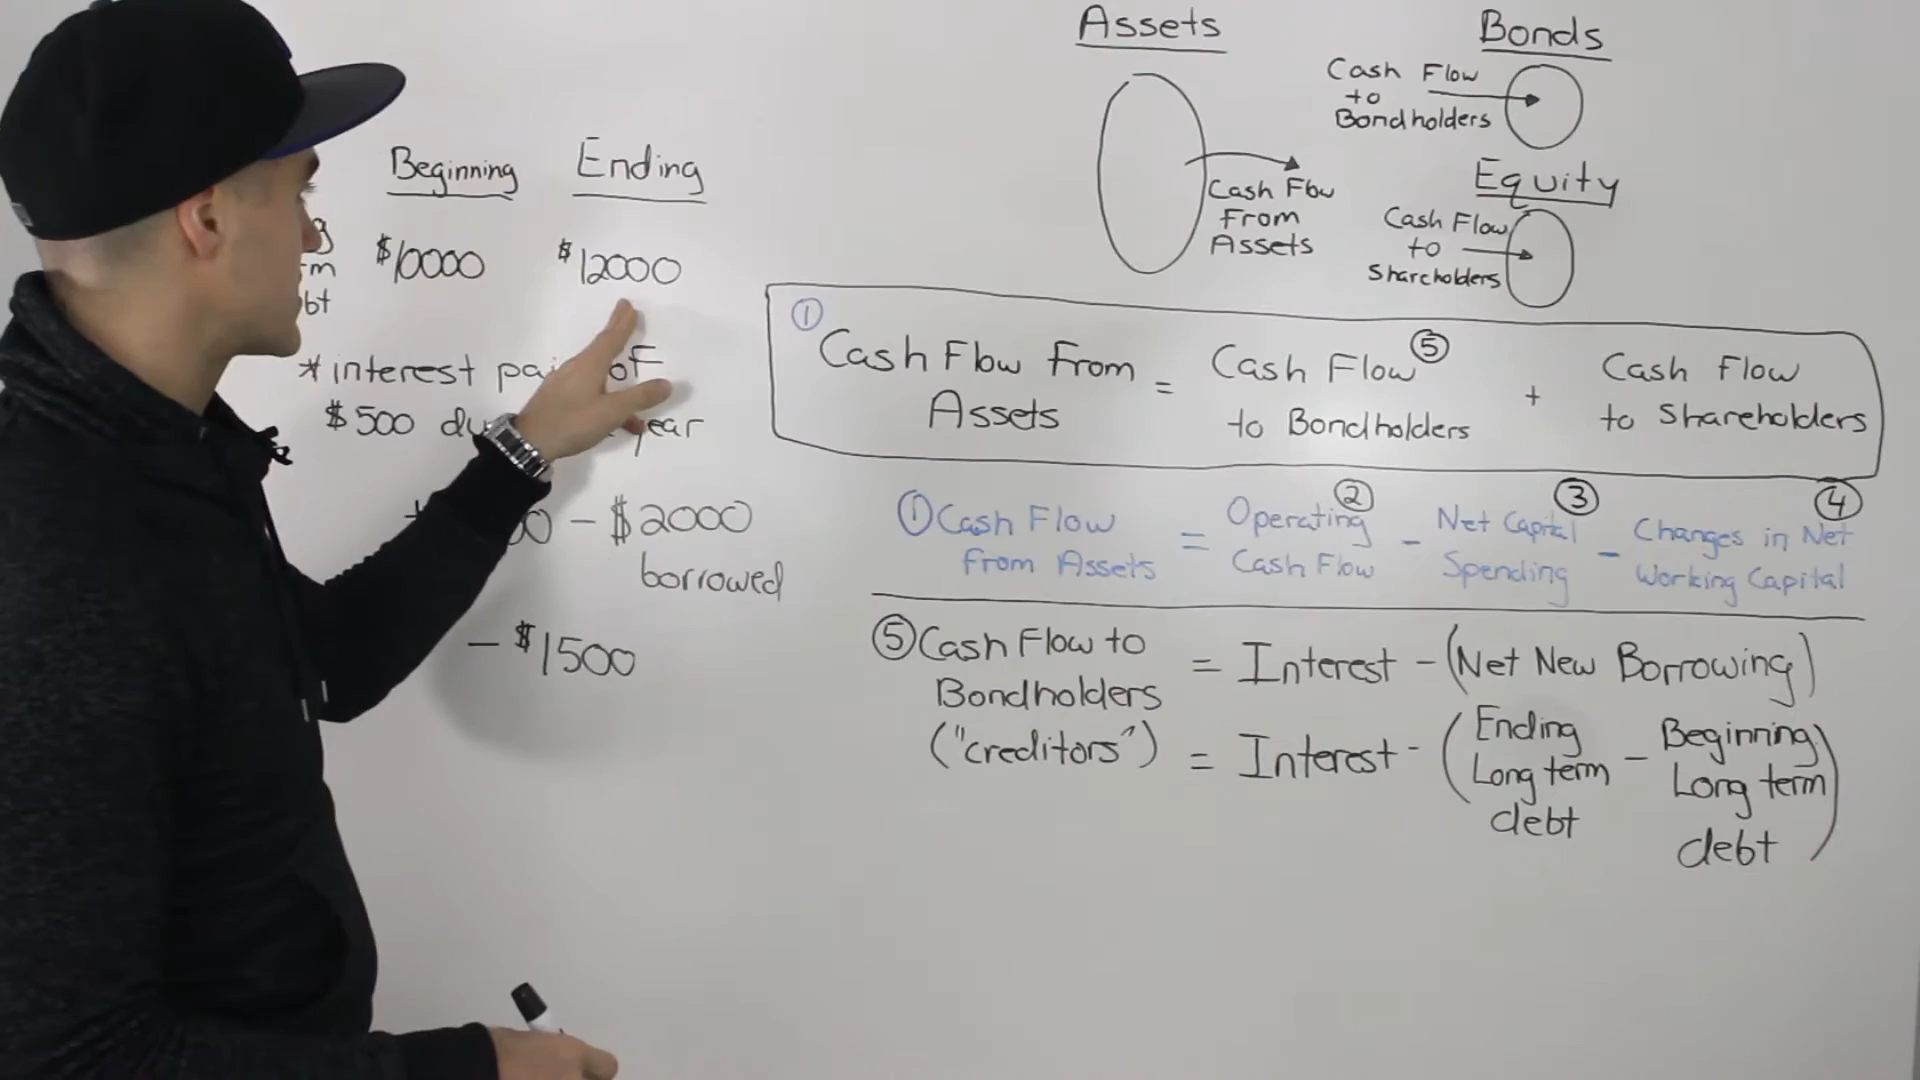 Beginning Ending
$10000 $12000
*interest of
$500 year
- $2000
borrowed
- $1500
Assets
Cash Flow
From
Assets
Bonds
Cash Flow
to
Bondholders
Equity
Cash Flow
to
Shareholders
① Cash Flow From Assets = Cash Flow ⑤ to Bondholders + Cash Flow to Shareholders
① Cash Flow = Operating ② - Net Capital ③ - Changes in Net ④
from Assets Cash Flow Spending Working Capital
⑤ Cash Flow to
Bondholders = Interest - (Net New Borrowing)
("creditors") = Interest - (Ending Long term debt - Beginning Long term debt)